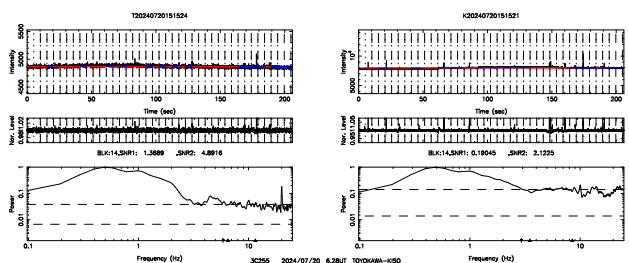 T20240720151524
K20240720151521
Intensity
5500
5000
4500
0
50
100
150
200
Time (sec)
Intensity
10⁴
5000
0
50
100
150
200
Time (sec)
Nor. Level
Nor. Level
BLK:14,SNR1: 1.3689 ,SNR2: 4.8916
BLK:14,SNR1: 0.19045 ,SNR2: 2.1225
Power
1
0.1
0.01
0.1
1
10
Frequency (Hz)
Power
1
0.1
0.01
0.1
1
10
Frequency (Hz)
3C255 2024/07/20 6.28UT TOYOKAWA-KISO